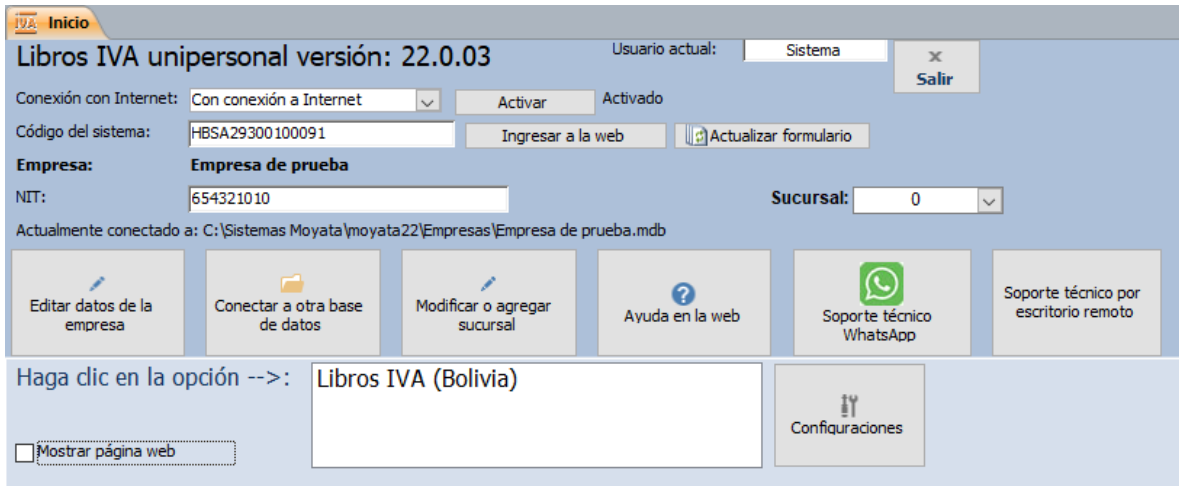 IVA Inicio
Libros IVA unipersonal versión: 22.0.03
Usuario actual: Sistema
x
Salir
Conexión con Internet: Con conexión a Internet Activar Activado
Código del sistema: HBSA29300100091 Ingresar a la web Actualizar formulario
Empresa: Empresa de prueba
NIT: 654321010 Sucursal: 0
Actualmente conectado a: C:\Sistemas Moyata\moyata22\Empresas\Empresa de prueba.mdb
Editar datos de la
empresa
Conectar a otra base
de datos
Modificar o agregar
sucursal
Ayuda en la web
Soporte técnico
WhatsApp
Soporte técnico por
escritorio remoto
Haga clic en la opción -->: Libros IVA (Bolivia)
Configuraciones
Mostrar página web